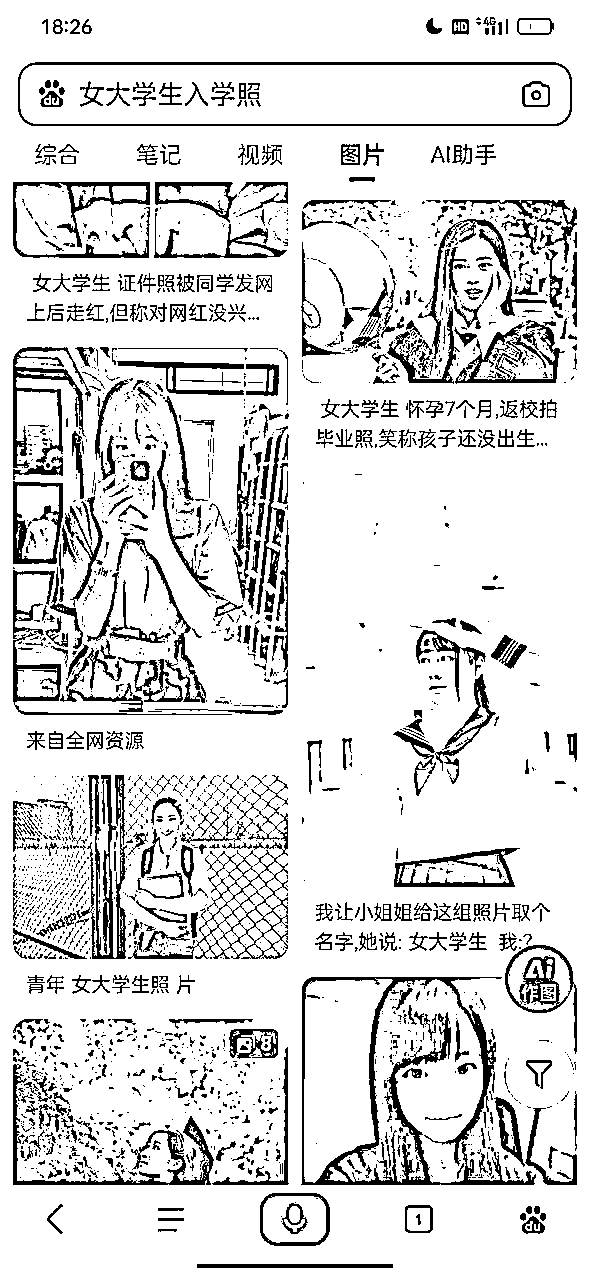 18:26
HD 4G
du 女大学生入学照
综合 笔记 视频 图片 AI助手
女大学生 证件照被同学发网
上后走红,但称对网红没兴...
女大学生 怀孕7个月,返校拍
毕业照,笑称孩子还没出生...
来自全网资源
我让小姐姐给这组照片取个
名字,她说: 女大学生 我:?
青年 女大学生照 片
Ai
作图
8
1
du